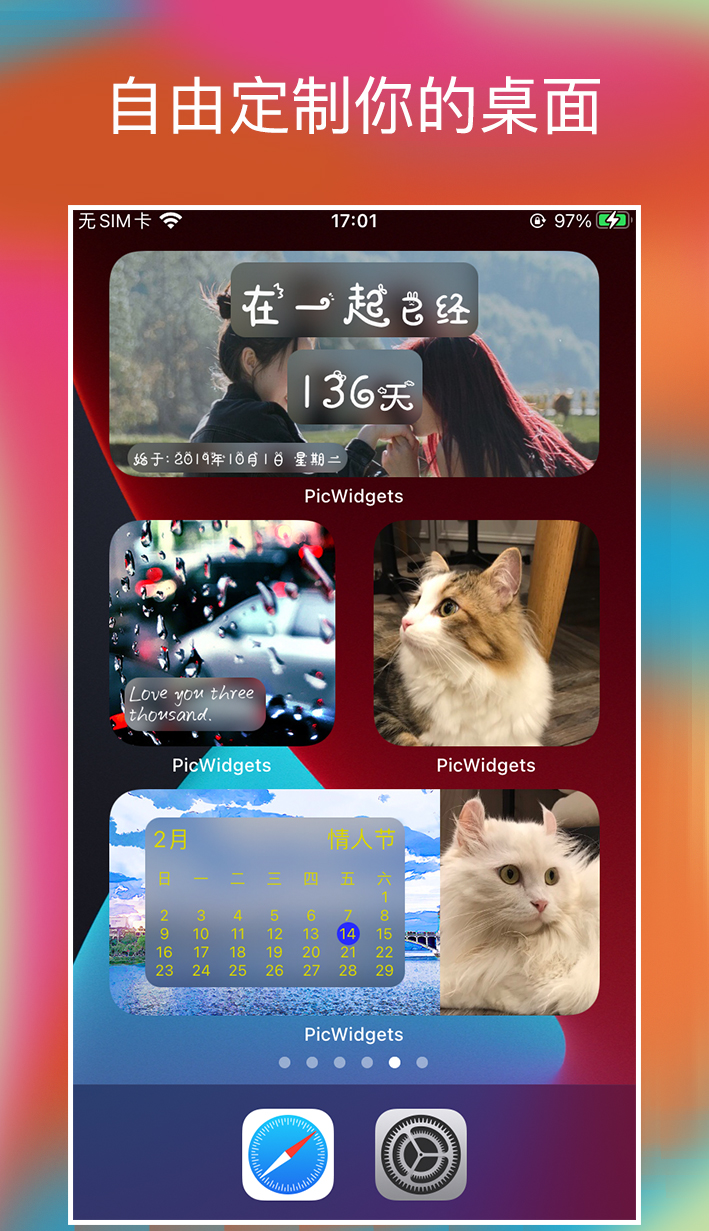 自由定制你的桌面
无SIM卡 17:01 97%
在一起已经
136天
始于: 2019年10月1日 星期二
PicWidgets
Love you three
thousand.
PicWidgets PicWidgets
2月 情人节
日 一 二 三 四 五 六
1
2 3 4 5 6 7 8
9 10 11 12 13 14 15
16 17 18 19 20 21 22
23 24 25 26 27 28 29
PicWidgets